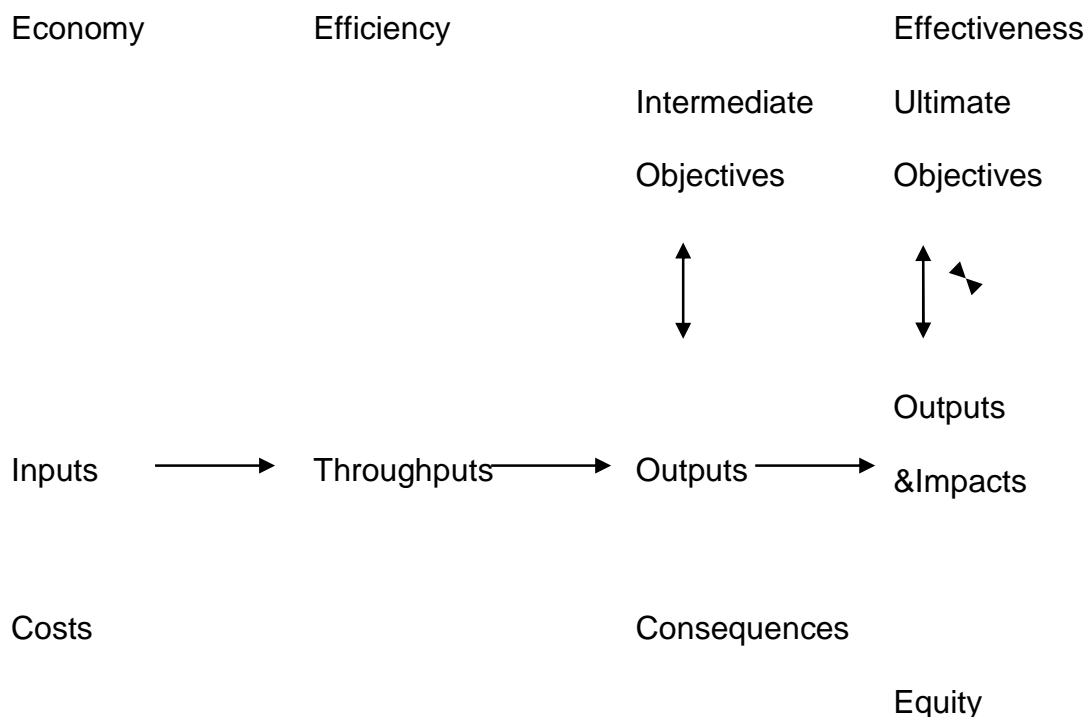 Economy Efficiency Effectiveness
Intermediate Ultimate
Objectives Objectives
Outputs
Inputs Throughputs Outputs
&Impacts
Costs Consequences
Equity